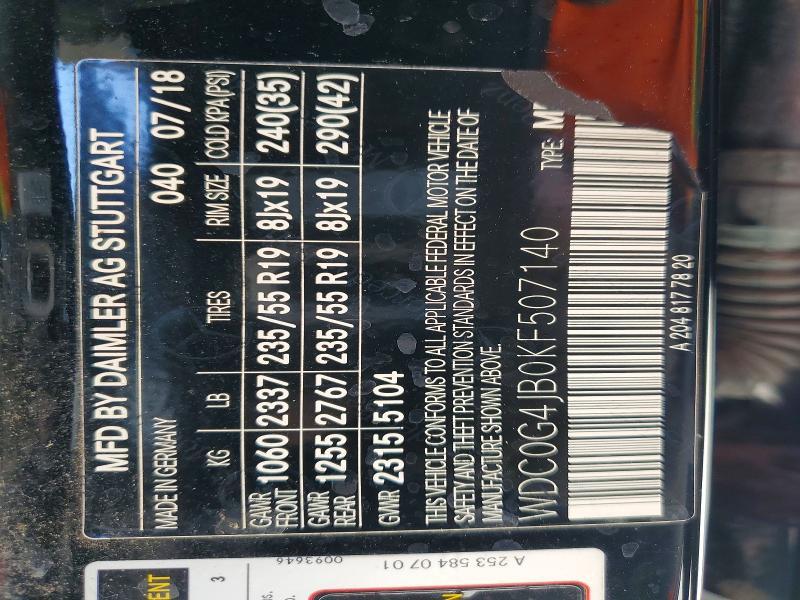 MFD BY DAIMLER AG STUTTGART
MADE IN GERMANY 040 07/18
KG LB TIRES RIM SIZE COLD KPA(PSI)
GAWR FRONT 1060 2337 235/55 R19 8Jx19 240(35)
GAWR REAR 1255 2767 235/55 R19 8Jx19 290(42)
GVWR 2315 5104
THIS VEHICLE CONFORMS TO ALL APPLICABLE FEDERAL MOTOR VEHICLE
SAFETY AND THEFT PREVENTION STANDARDS IN EFFECT ON THE DATE OF
MANUFACTURE SHOWN ABOVE.
WDC0G4JB0KF507140 TYPE:
A 204 817 78 20
A 253 584 07 01
0093646
3